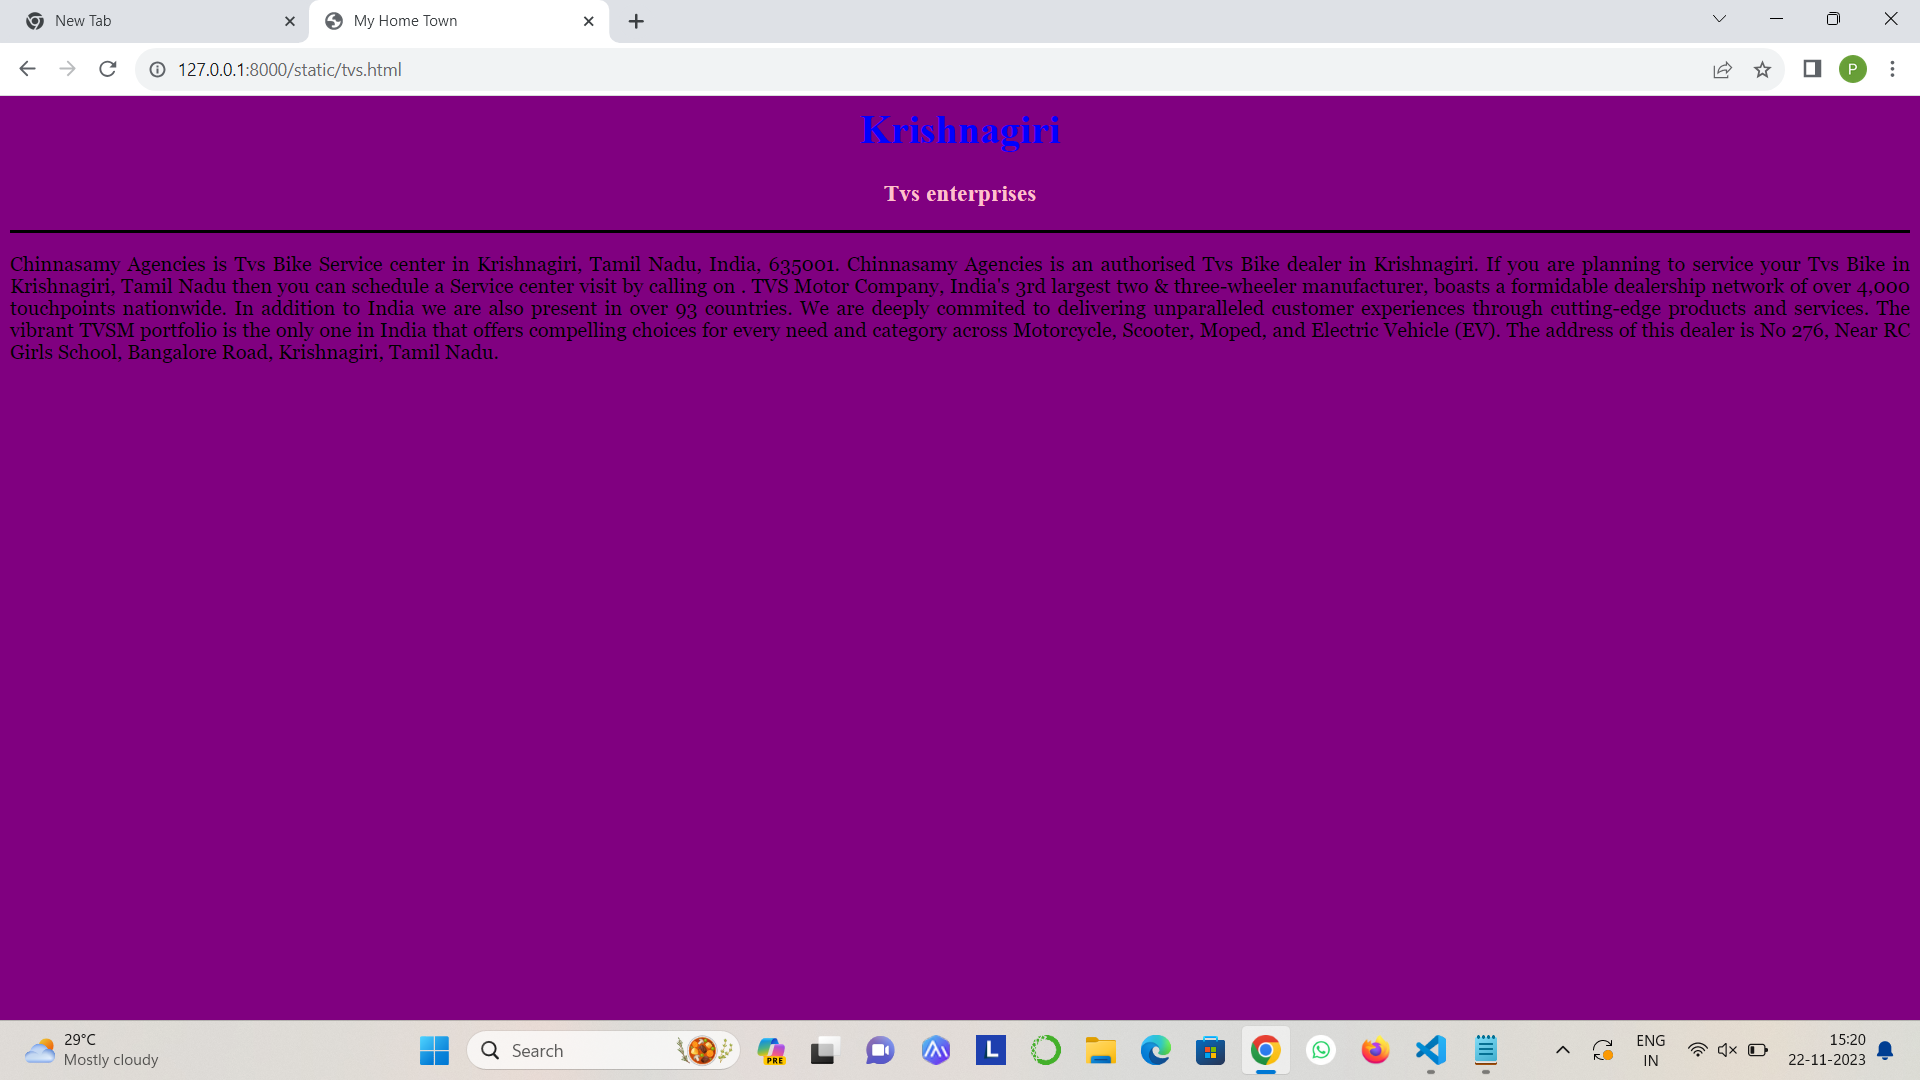 New Tab
My Home Town
127.0.0.1:8000/static/tvs.html
P
Krishnagiri
Tvs enterprises
Chinnasamy Agencies is Tvs Bike Service center in Krishnagiri, Tamil Nadu, India, 635001. Chinnasamy Agencies is an authorised Tvs Bike dealer in Krishnagiri. If you are planning to service your Tvs Bike in
Krishnagiri, Tamil Nadu then you can schedule a Service center visit by calling on . TVS Motor Company, India's 3rd largest two & three-wheeler manufacturer, boasts a formidable dealership network of over 4,000
touchpoints nationwide. In addition to India we are also present in over 93 countries. We are deeply commited to delivering unparalleled customer experiences through cutting-edge products and services. The
vibrant TVSM portfolio is the only one in India that offers compelling choices for every need and category across Motorcycle, Scooter, Moped, and Electric Vehicle (EV). The address of this dealer is No 276, Near RC
Girls School, Bangalore Road, Krishnagiri, Tamil Nadu.
29°C
Mostly cloudy
Search
PRE
L
ENG
IN
15:20
22-11-2023